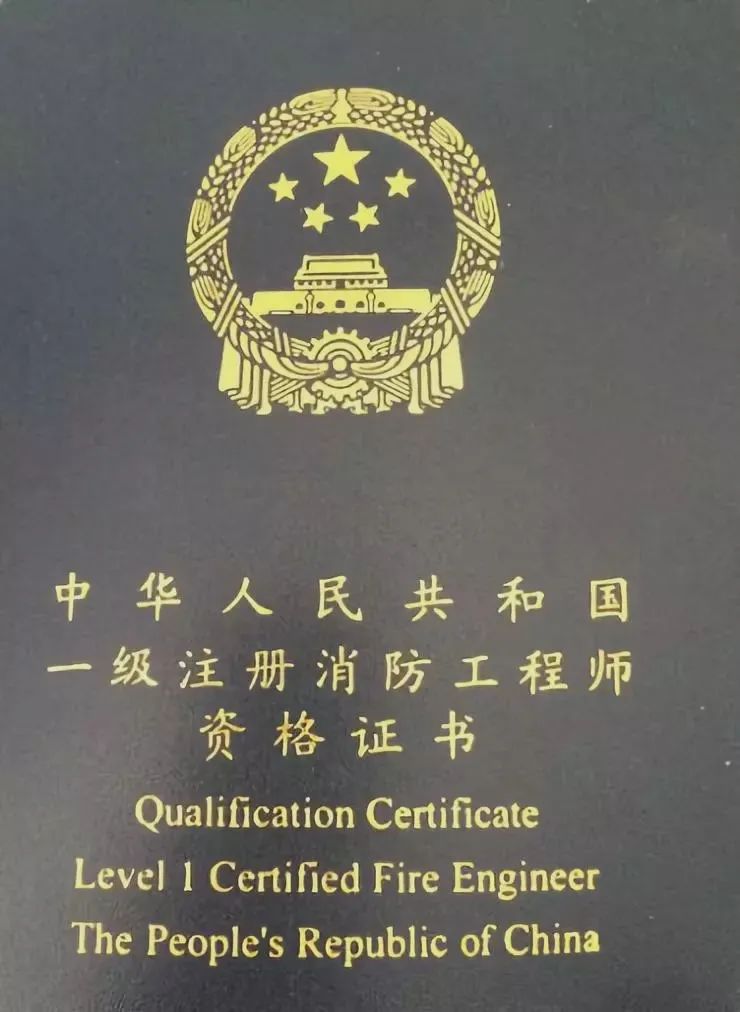 中华人民共和国
一级注册消防工程师
资格证书
Qualification Certificate
Level 1 Certified Fire Engineer
The People's Republic of China